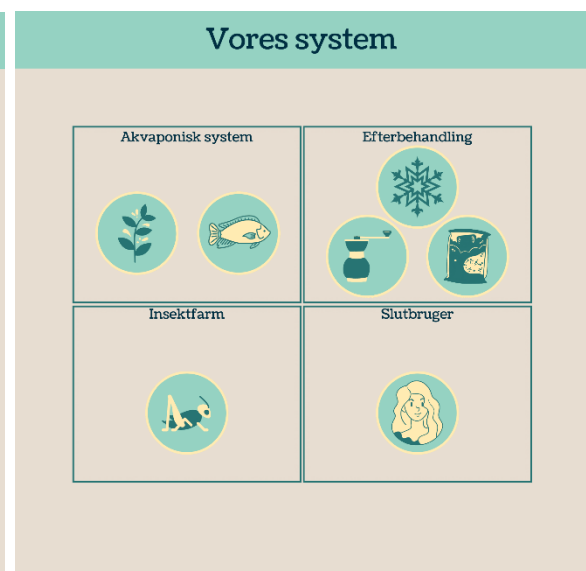 Vores system
Akvaponisk system
Efterbehandling
Insektfarm
Slutbruger